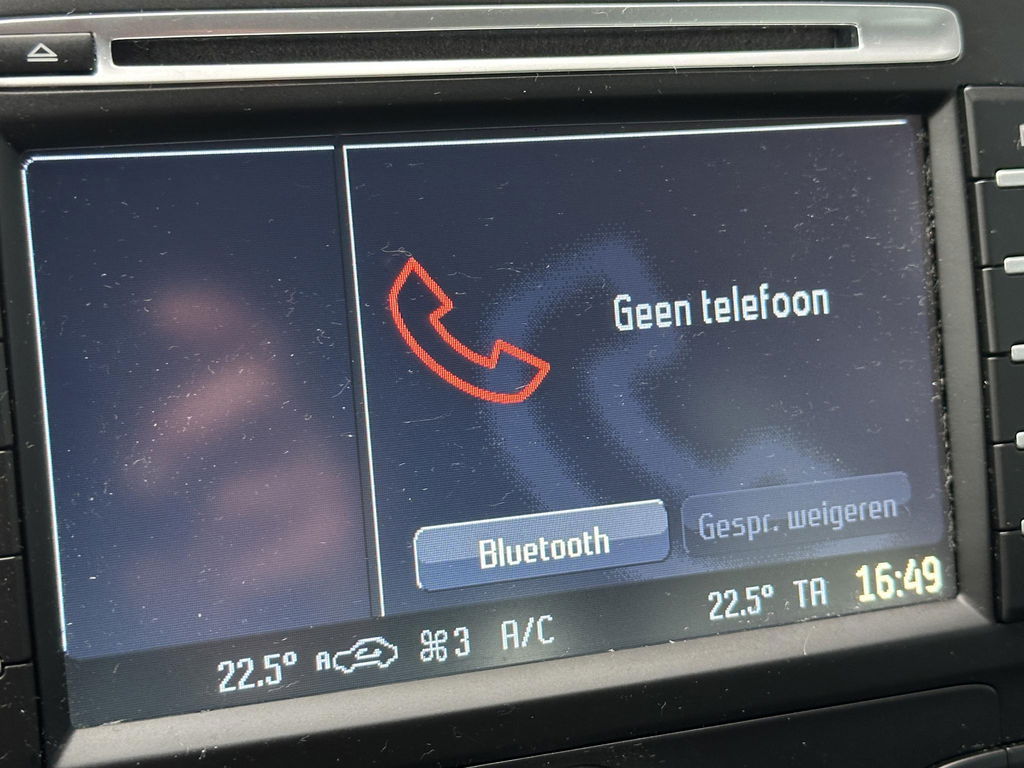 Geen telefoon
Bluetooth
Gespr. weigeren
22.5° A 3 A/C 22.5° TA 16:49